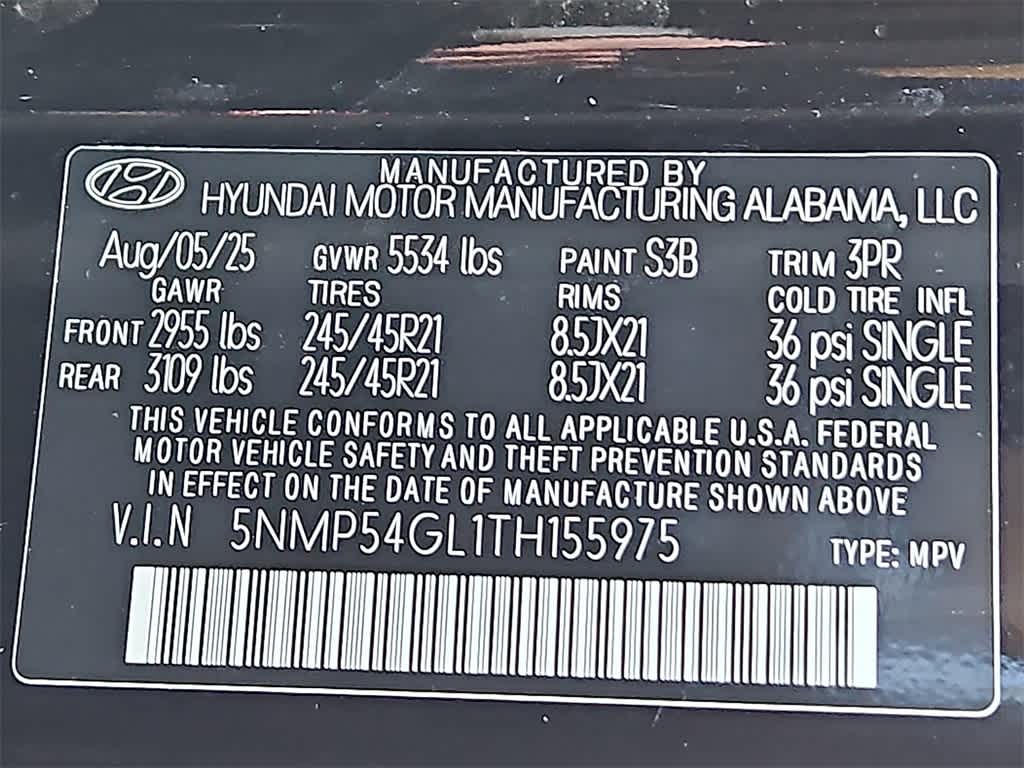 MANUFACTURED BY
HYUNDAI MOTOR MANUFACTURING ALABAMA, LLC
Aug/05/25 GVWR 5534 lbs PAINT S3B TRIM 3PR
GAWR TIRES RIMS COLD TIRE INFL
FRONT 2955 lbs 245/45R21 8.5JX21 36 psi SINGLE
REAR 3109 lbs 245/45R21 8.5JX21 36 psi SINGLE
THIS VEHICLE CONFORMS TO ALL APPLICABLE U.S.A. FEDERAL
MOTOR VEHICLE SAFETY AND THEFT PREVENTION STANDARDS
IN EFFECT ON THE DATE OF MANUFACTURE SHOWN ABOVE
V.I.N 5NMP54GL1TH155975 TYPE: MPV